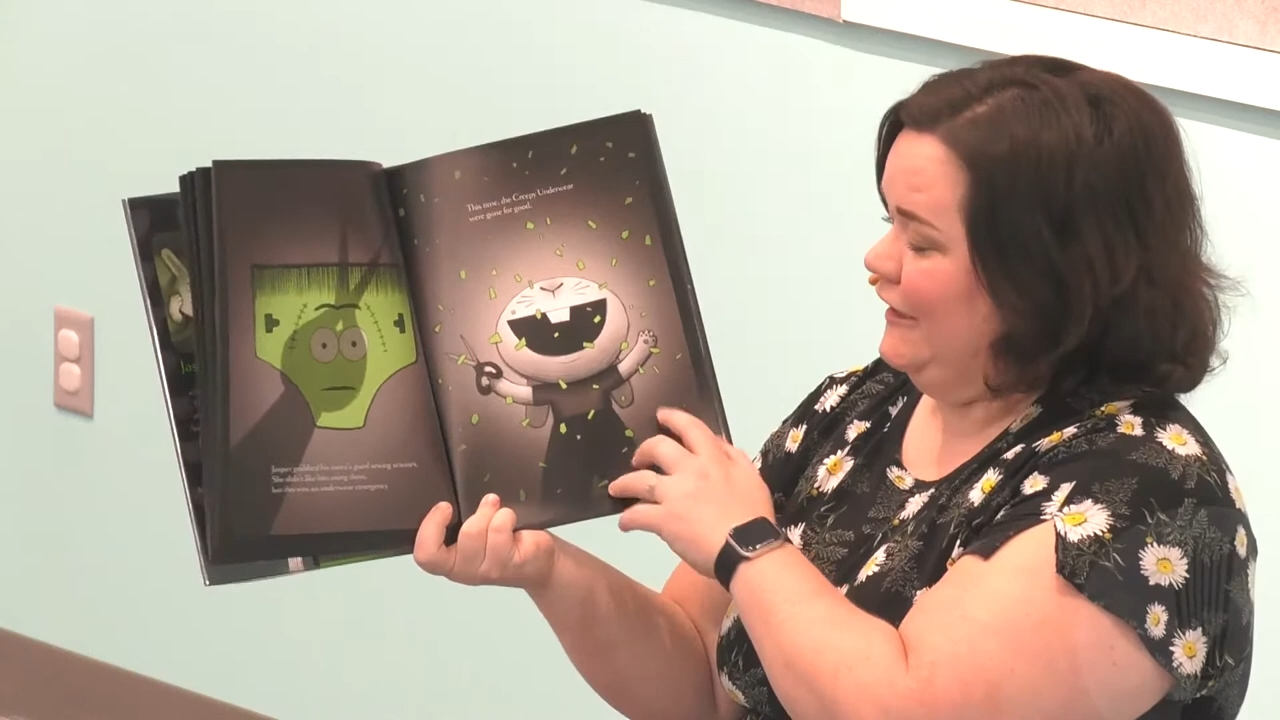 Jasper grabbed his mom's good sewing scissors.
She didn't like him using them,
but this was an underwear emergency.
This time, the Creepy Underwear
were gone for good.
Jas